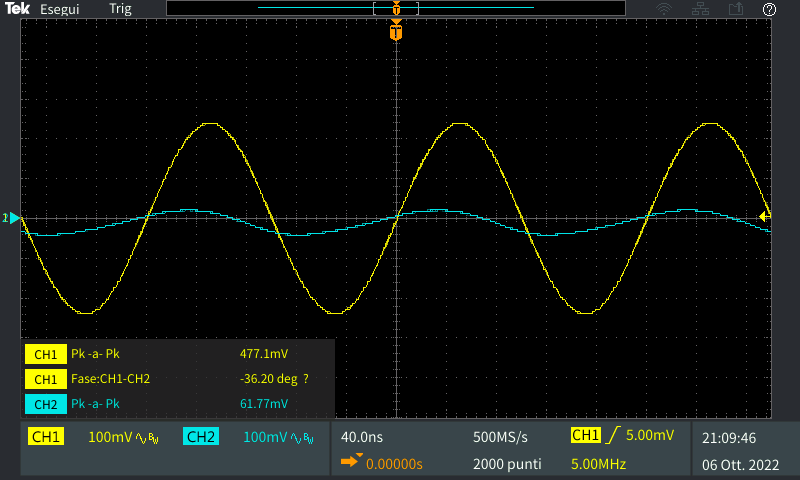 Tek Esegui Trig
T
T
1
CH1 Pk -a- Pk 477.1mV
CH1 Fase:CH1-CH2 -36.20 deg ?
CH2 Pk -a- Pk 61.77mV
CH1 100mV CH2 100mV
40.0ns 500MS/s CH1 5.00mV
0.00000s 2000 punti 5.00MHz
21:09:46
06 Ott. 2022